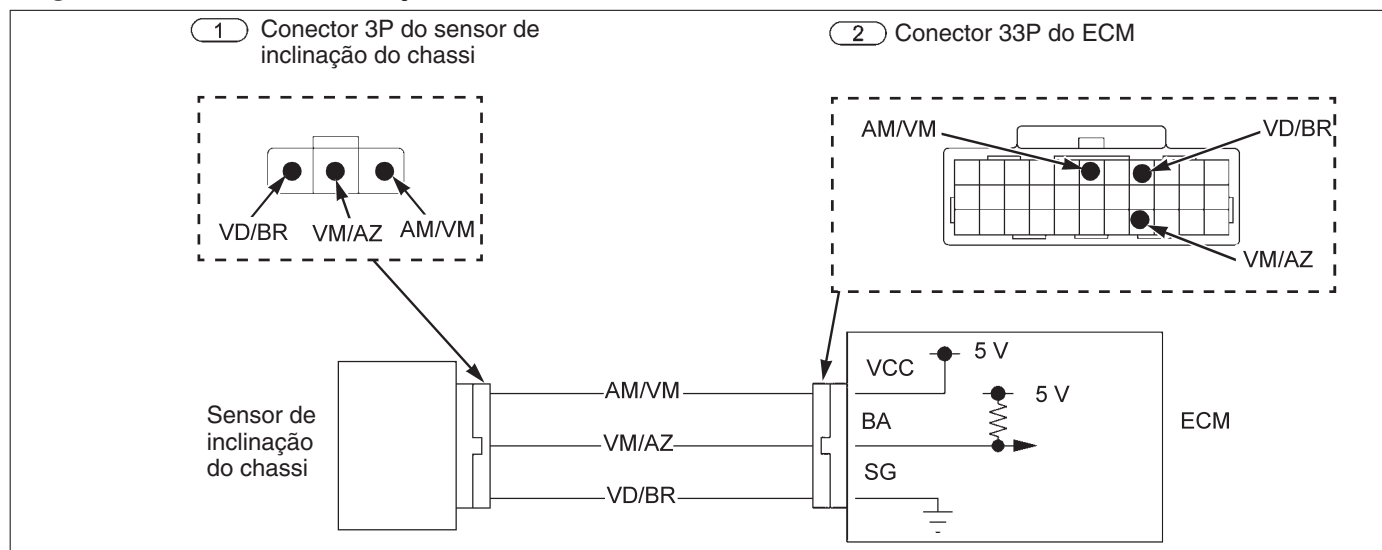 1 Conector 3P do sensor de
inclinação do chassi
2 Conector 33P do ECM
VD/BR VM/AZ AM/VM
AM/VM
VD/BR
VM/AZ
Sensor de
inclinação
do chassi
AM/VM
VM/AZ
VD/BR
VCC
5 V
BA
5 V
SG
ECM